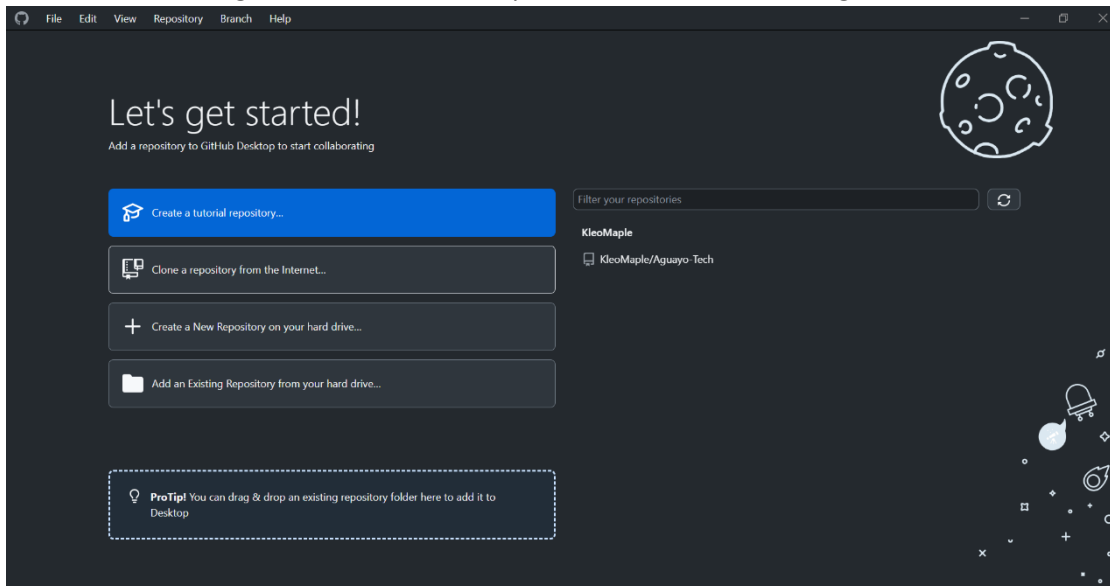 File Edit View Repository Branch Help
Let's get started!
Add a repository to GitHub Desktop to start collaborating
Create a tutorial repository...
Clone a repository from the Internet...
Create a New Repository on your hard drive...
Add an Existing Repository from your hard drive...
ProTip! You can drag & drop an existing repository folder here to add it to
Desktop
Filter your repositories
KleoMaple
KleoMaple/Aguayo-Tech